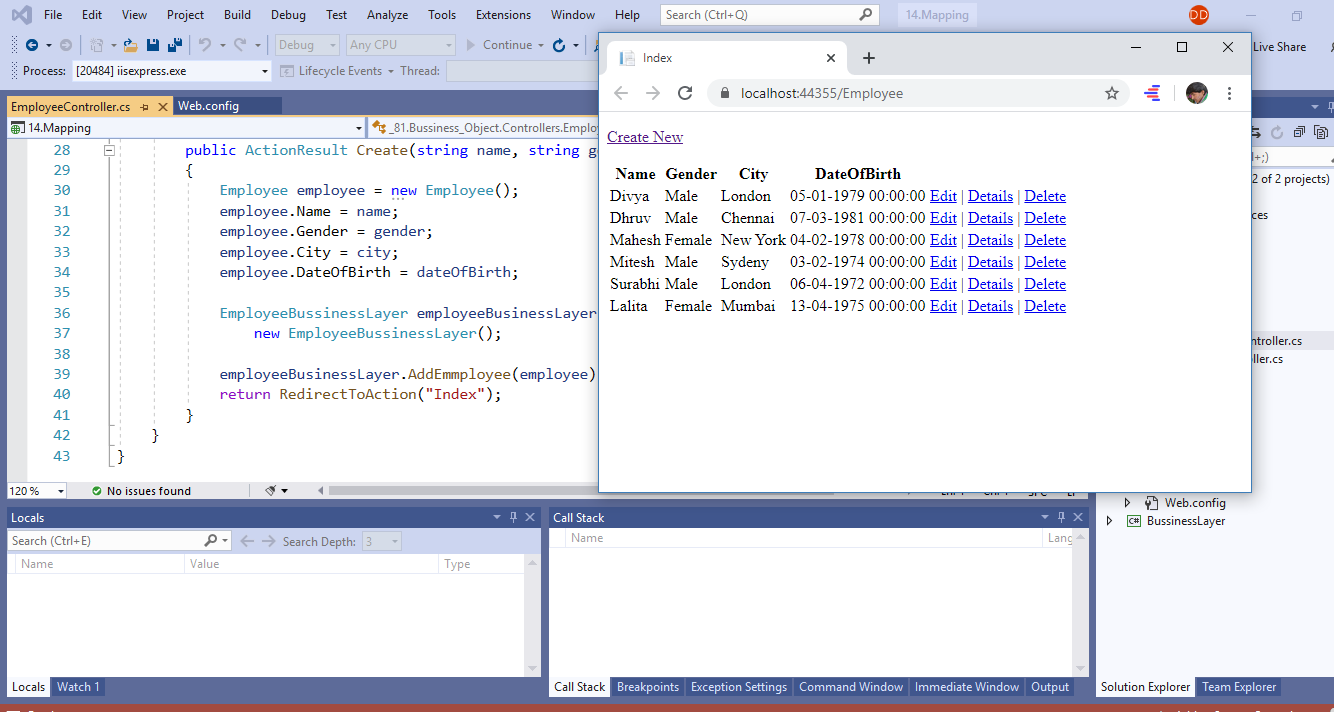 File Edit View Project Build Debug Test Analyze Tools Extensions Window Help Search (Ctrl+Q) 14.Mapping DD
Debug Any CPU Continue Live Share
Process: [20484] iisexpress.exe Lifecycle Events Thread:
EmployeeController.cs Web.config
14.Mapping _81.Bussiness_Object.Controllers.Emplo
28 public ActionResult Create(string name, string g
29 {
30 Employee employee = new Employee();
31 employee.Name = name;
32 employee.Gender = gender;
33 employee.City = city;
34 employee.DateOfBirth = dateOfBirth;
35
36 EmployeeBussinessLayer employeeBusinessLayer
37 new EmployeeBussinessLayer();
38
39 employeeBusinessLayer.AddEmmployee(employee)
40 return RedirectToAction("Index");
41 }
42 }
43 }
120 % No issues found
Index
localhost:44355/Employee
Create New
Name Gender City DateOfBirth
Divya Male London 05-01-1979 00:00:00 Edit | Details | Delete
Dhruv Male Chennai 07-03-1981 00:00:00 Edit | Details | Delete
Mahesh Female New York 04-02-1978 00:00:00 Edit | Details | Delete
Mitesh Male Sydeny 03-02-1974 00:00:00 Edit | Details | Delete
Surabhi Male London 06-04-1972 00:00:00 Edit | Details | Delete
Lalita Female Mumbai 13-04-1975 00:00:00 Edit | Details | Delete
+;)
2 of 2 projects)
ces
ntroller.cs
ller.cs
Web.config
C# BussinessLayer
Locals
Search (Ctrl+E) Search Depth: 3
Name Value Type
Locals Watch 1
Call Stack
Name Lang
Call Stack Breakpoints Exception Settings Command Window Immediate Window Output
Solution Explorer Team Explorer